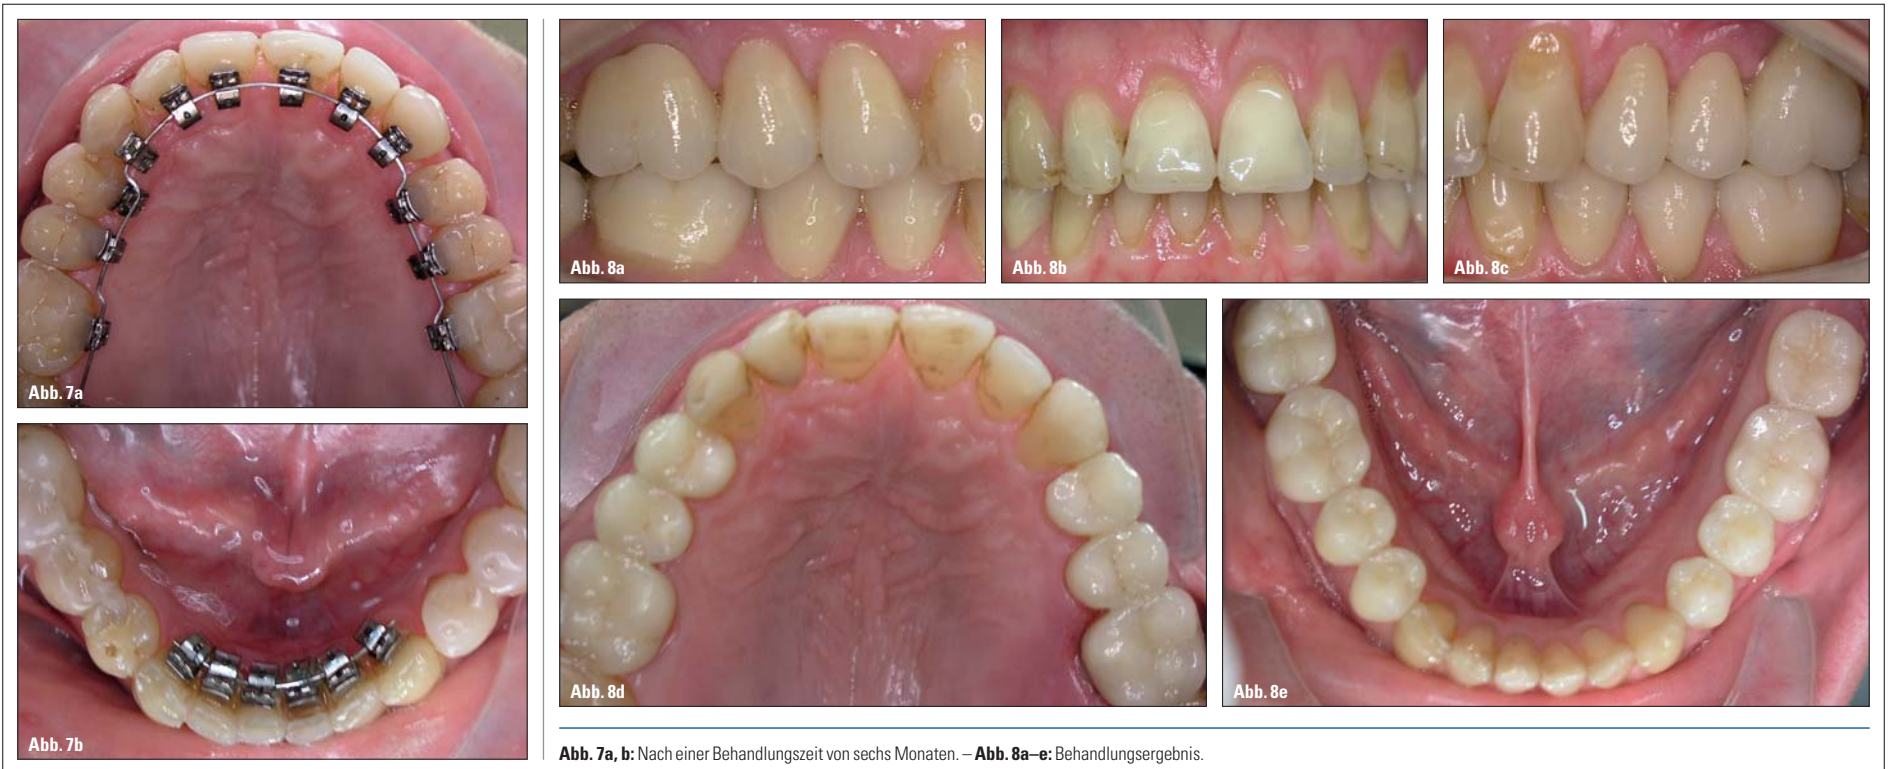 Abb. 7a
Abb. 7b
Abb. 8a
Abb. 8b
Abb. 8c
Abb. 8d
Abb. 8e
Abb. 7a, b: Nach einer Behandlungszeit von sechs Monaten. – Abb. 8a–e: Behandlungsergebnis.